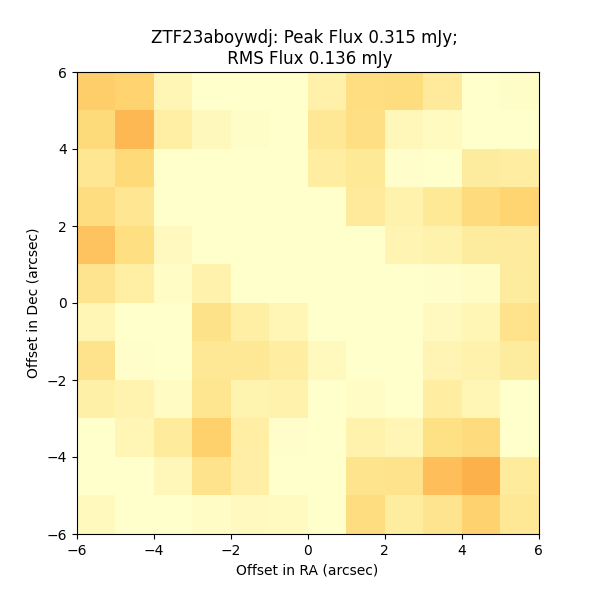 ZTF23aboywdj: Peak Flux 0.315 mJy;
RMS Flux 0.136 mJy
6
4
2
0
−2
−4
−6
Offset in Dec (arcsec)
−6 −4 −2 0 2 4 6
Offset in RA (arcsec)